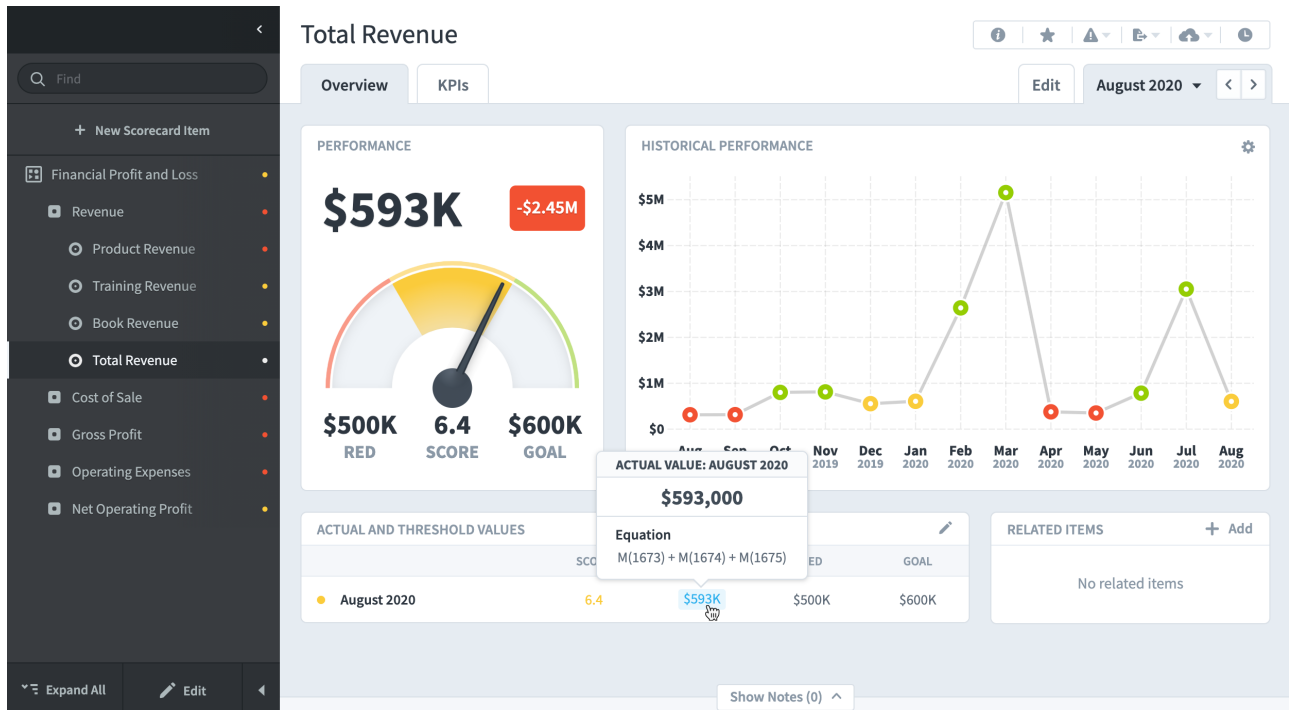 Total Revenue
Find
Overview
KPIs
Edit
August 2020
+ New Scorecard Item
Financial Profit and Loss
Revenue
Product Revenue
Training Revenue
Book Revenue
Total Revenue
Cost of Sale
Gross Profit
Operating Expenses
Net Operating Profit
Expand All
Edit
PERFORMANCE
$593K
-$2.45M
$500K
RED
6.4
SCORE
$600K
GOAL
HISTORICAL PERFORMANCE
$5M
$4M
$3M
$2M
$1M
$0
Nov Dec Jan Feb Mar Apr May Jun Jul Aug
2019 2019 2020 2020 2020 2020 2020 2020 2020 2020
ACTUAL VALUE: AUGUST 2020
$593,000
Equation
M(1673) + M(1674) + M(1675)
ACTUAL AND THRESHOLD VALUES
GOAL
August 2020 6.4 $593K $500K $600K
RELATED ITEMS
+ Add
No related items
Show Notes (0)